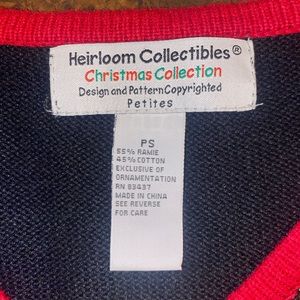 Heirloom Collectibles®
Christmas Collection
Design and Pattern Copyrighted
Petites
PS
55% RAMIE
45% COTTON
EXCLUSIVE OF
ORNAMENTATION
RN 83437
MADE IN CHINA
SEE REVERSE
FOR CARE